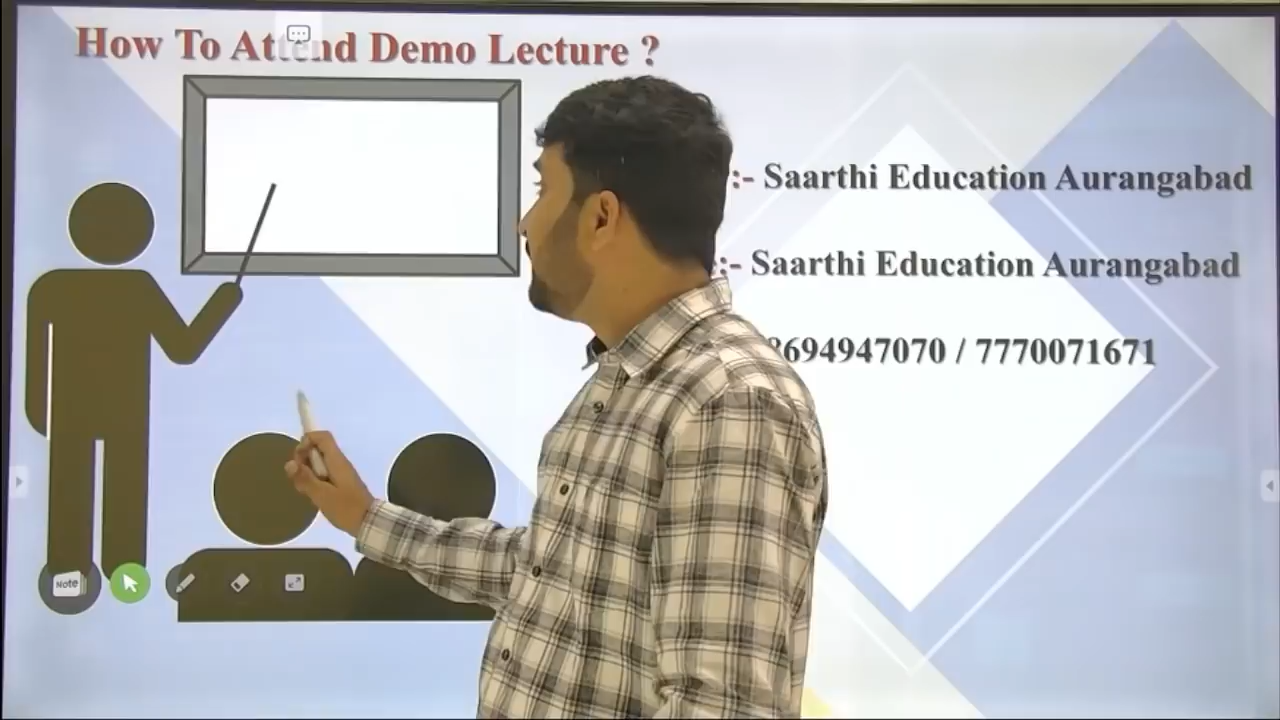 How To Attend Demo Lecture ?
:- Saarthi Education Aurangabad
:- Saarthi Education Aurangabad
8694947070 / 7770071671
Note